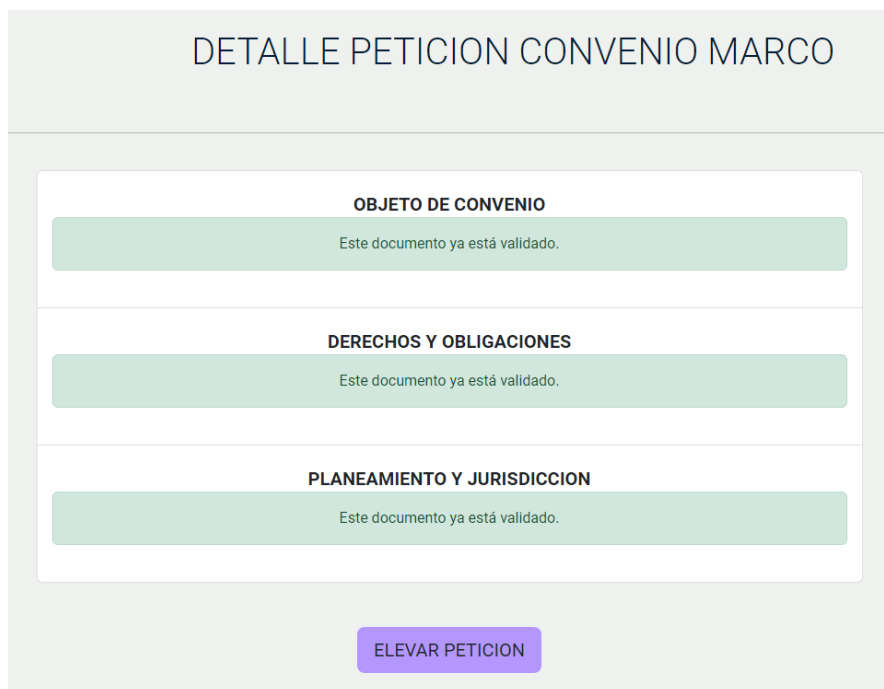 DETALLE PETICION CONVENIO MARCO
OBJETO DE CONVENIO
Este documento ya está validado.
DERECHOS Y OBLIGACIONES
Este documento ya está validado.
PLANEAMIENTO Y JURISDICCION
Este documento ya está validado.
ELEVAR PETICION